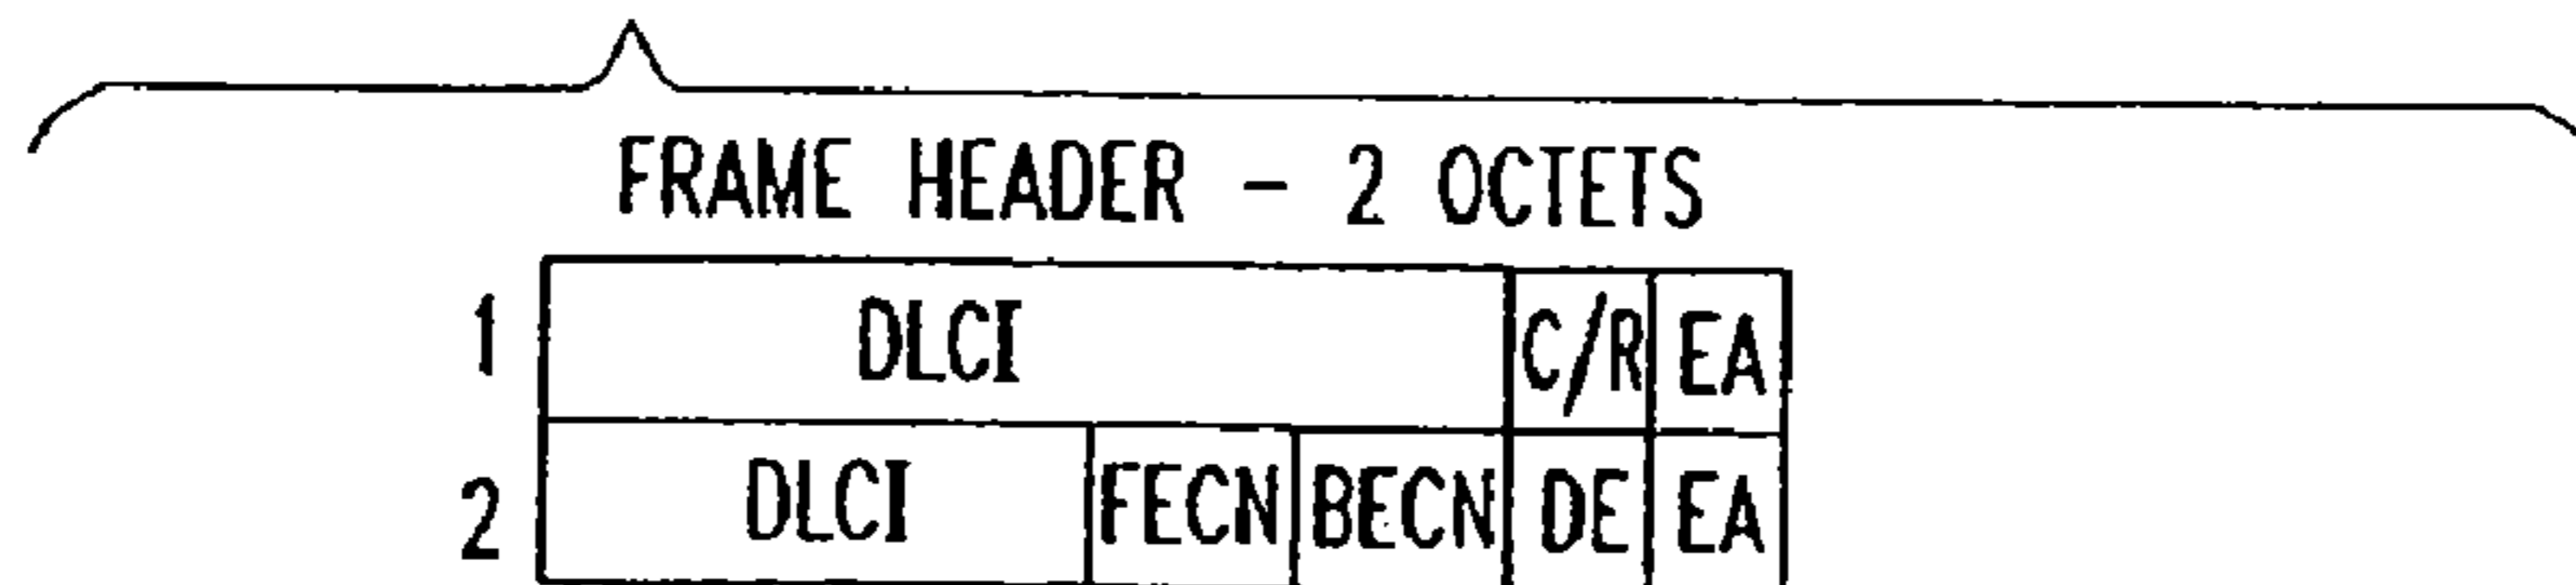 FRAME HEADER - 2 OCTETS
1 DLCI C/R EA
2 DLCI FECN BECN DE EA